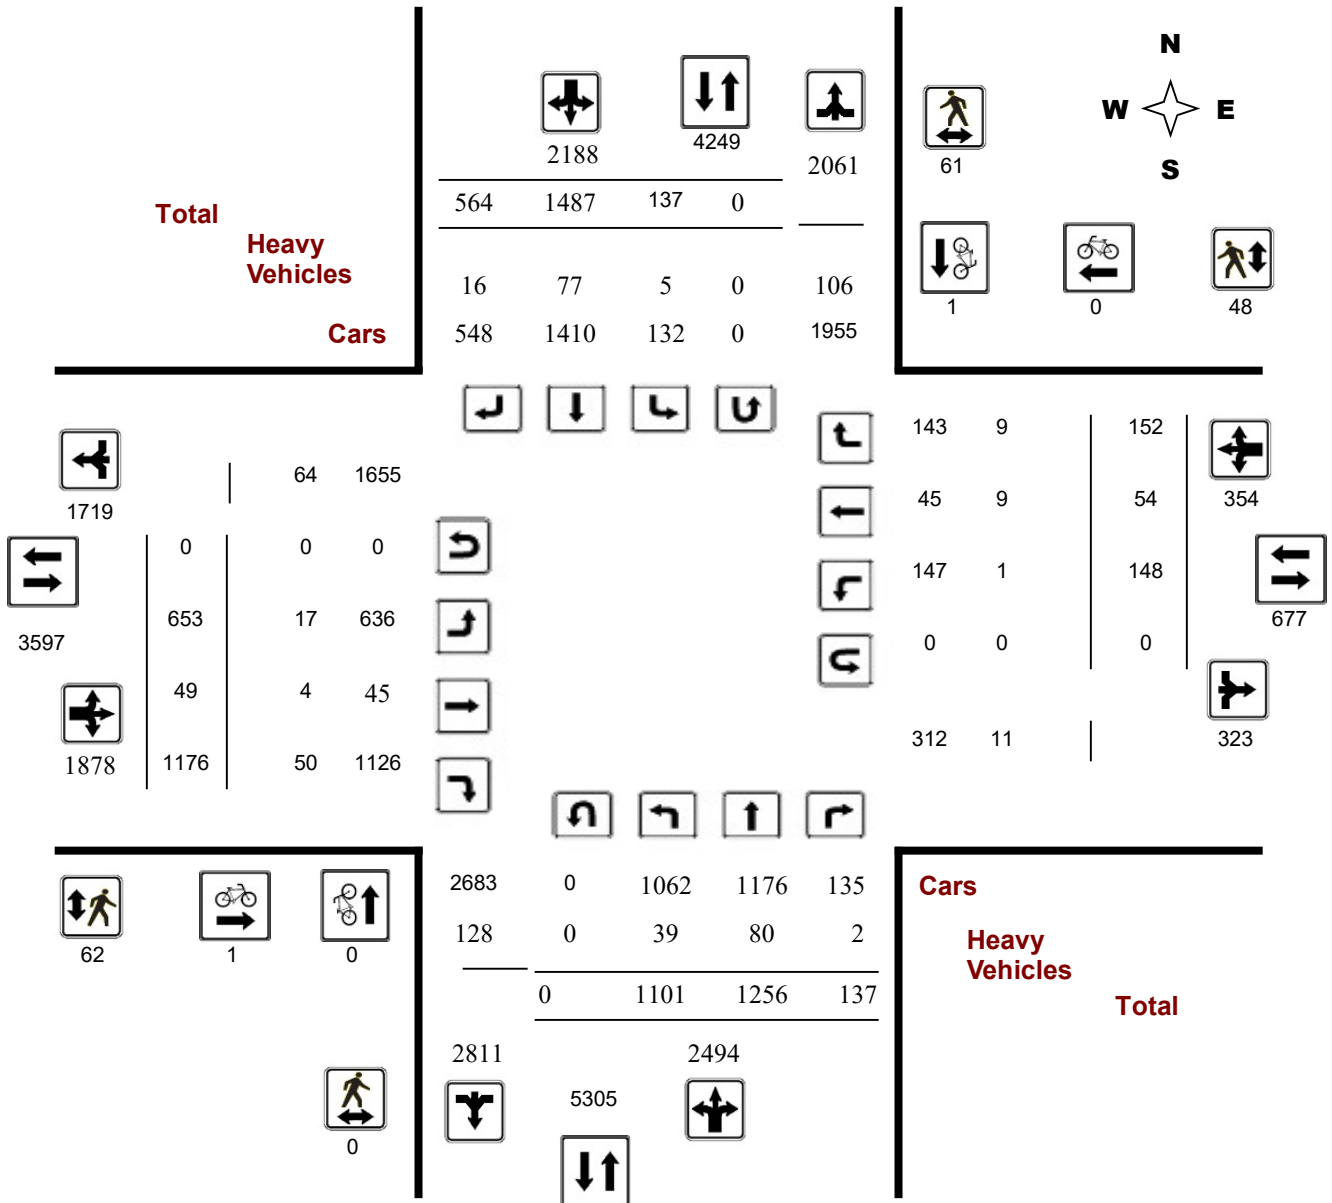 N
W E
S
2188 4249 2061 61
564 1487 137 0
Total
Heavy
Vehicles
16 77 5 0 106
1 0 48
Cars 548 1410 132 0 1955
143 9 152
64 1655
1719
45 9 54 354
0 0 0
147 1 148
653 17 636
677
3597
0 0 0
49 4 45
312 11 323
1878 1176 50 1126
2683 0 1062 1176 135 Cars
128 0 39 80 2
62 1 0
Heavy
Vehicles
0 1101 1256 137
Total
2811 2494
5305
0